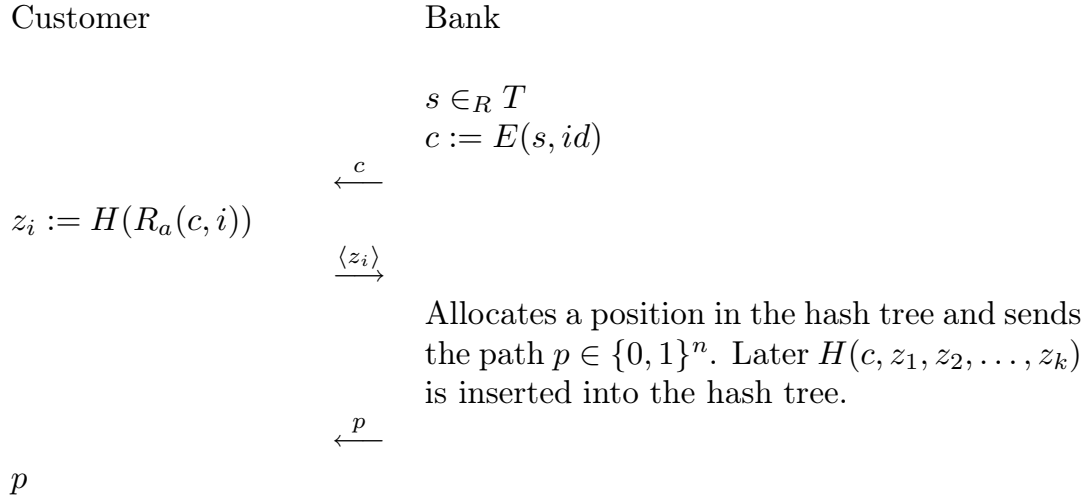 Customer Bank
s ∈_R T
c := E(s, id)
c
←
z_i := H(R_a(c, i))
⟨z_i⟩
→
Allocates a position in the hash tree and sends
the path p ∈ {0, 1}^n. Later H(c, z_1, z_2, . . . , z_k)
is inserted into the hash tree.
p
←
p